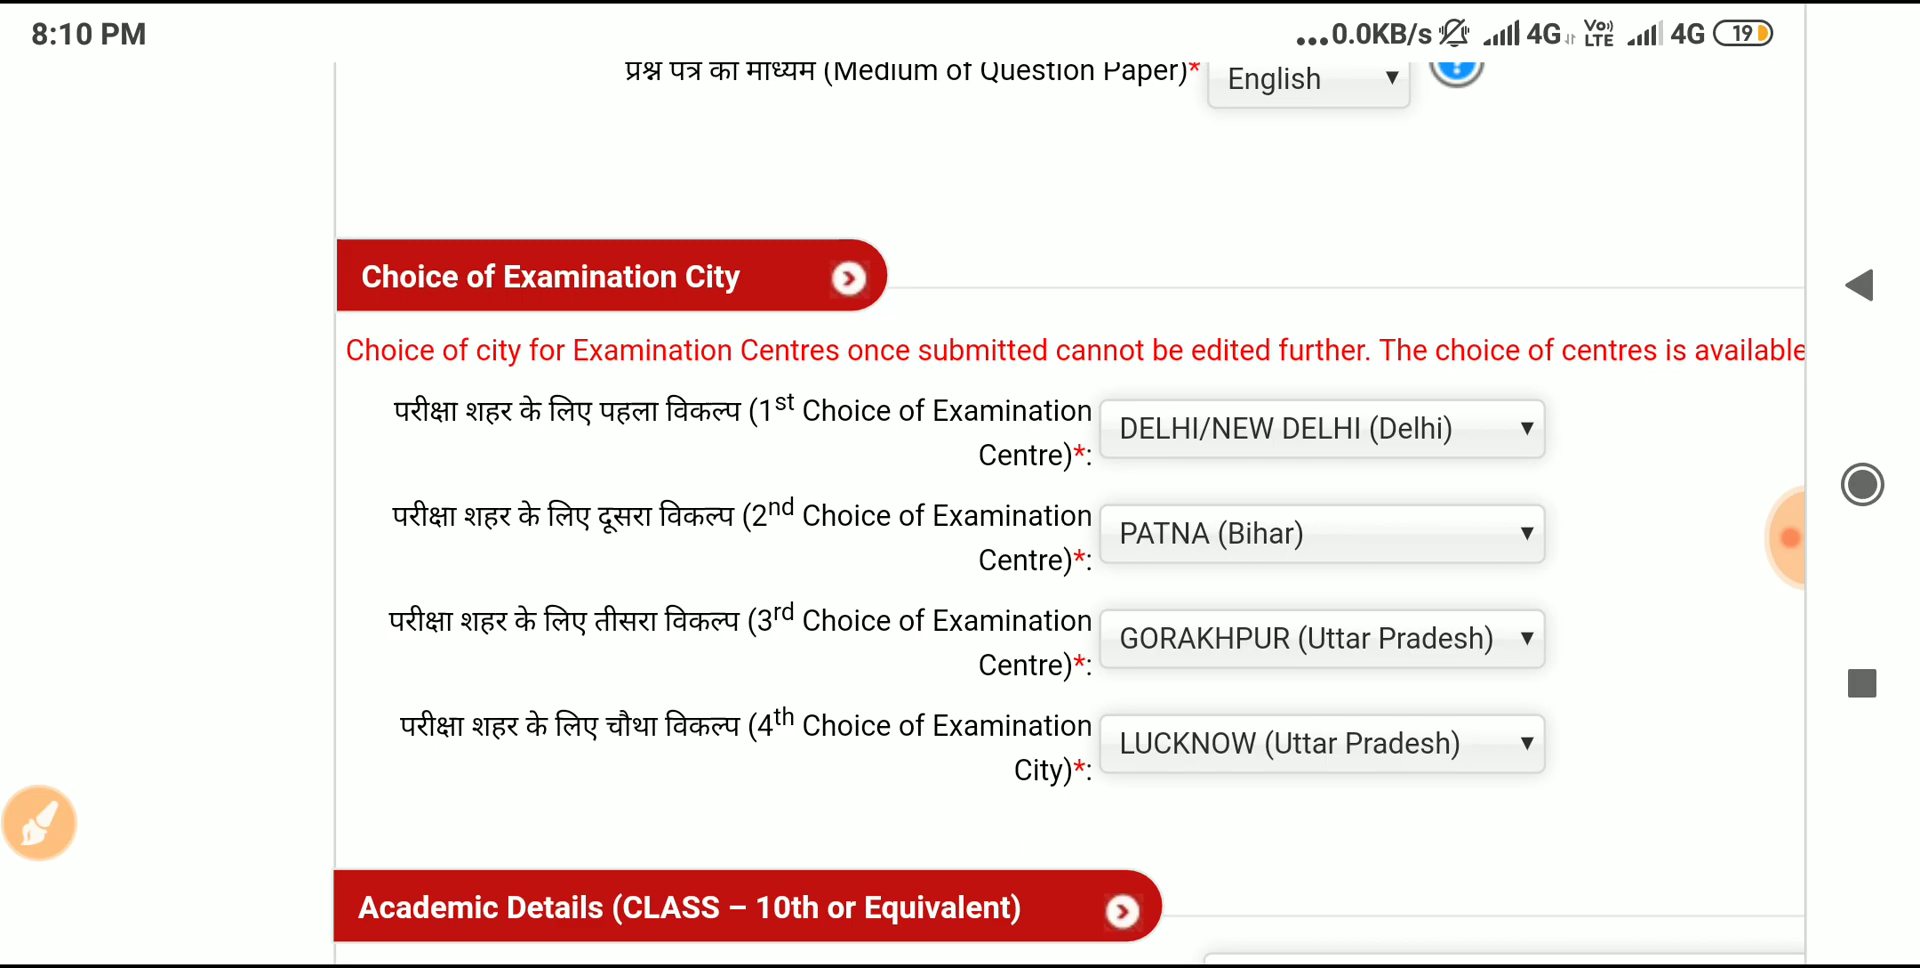 8:10 PM ...0.0KB/s 4G Vo)) LTE 4G 19
प्रश्न पत्र का माध्यम (Medium of Question Paper)* English
Choice of Examination City
Choice of city for Examination Centres once submitted cannot be edited further. The choice of centres is available
परीक्षा शहर के लिए पहला विकल्प (1st Choice of Examination Centre)*: DELHI/NEW DELHI (Delhi)
परीक्षा शहर के लिए दूसरा विकल्प (2nd Choice of Examination Centre)*: PATNA (Bihar)
परीक्षा शहर के लिए तीसरा विकल्प (3rd Choice of Examination Centre)*: GORAKHPUR (Uttar Pradesh)
परीक्षा शहर के लिए चौथा विकल्प (4th Choice of Examination City)*: LUCKNOW (Uttar Pradesh)
Academic Details (CLASS – 10th or Equivalent)